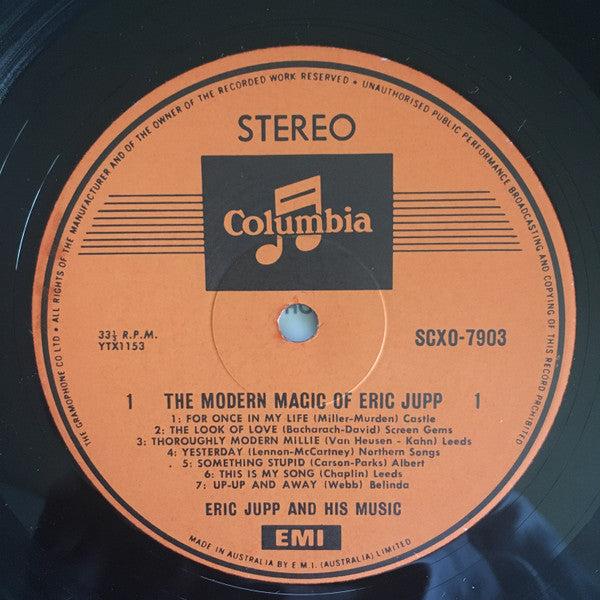 THE GRAMOPHONE CO LTD • ALL RIGHTS OF THE MANUFACTURER AND OF THE OWNER OF THE RECORDED WORK RESERVED • UNAUTHORISED PUBLIC PERFORMANCE BROADCASTING AND COPYING OF THIS RECORD PROHIBITED
STEREO
Columbia
33⅓ R.P.M.
YTX1153
SCXO-7903
1 THE MODERN MAGIC OF ERIC JUPP 1
1: FOR ONCE IN MY LIFE (Miller-Murden) Castle
2: THE LOOK OF LOVE (Bacharach-David) Screen Gems
3: THOROUGHLY MODERN MILLIE (Van Heusen - Kahn) Leeds
4: YESTERDAY (Lennon-McCartney) Northern Songs
5: SOMETHING STUPID (Carson-Parks) Albert
6: THIS IS MY SONG (Chaplin) Leeds
7: UP-UP AND AWAY (Webb) Belinda
ERIC JUPP AND HIS MUSIC
EMI
MADE IN AUSTRALIA BY E.M.I. (AUSTRALIA) LIMITED